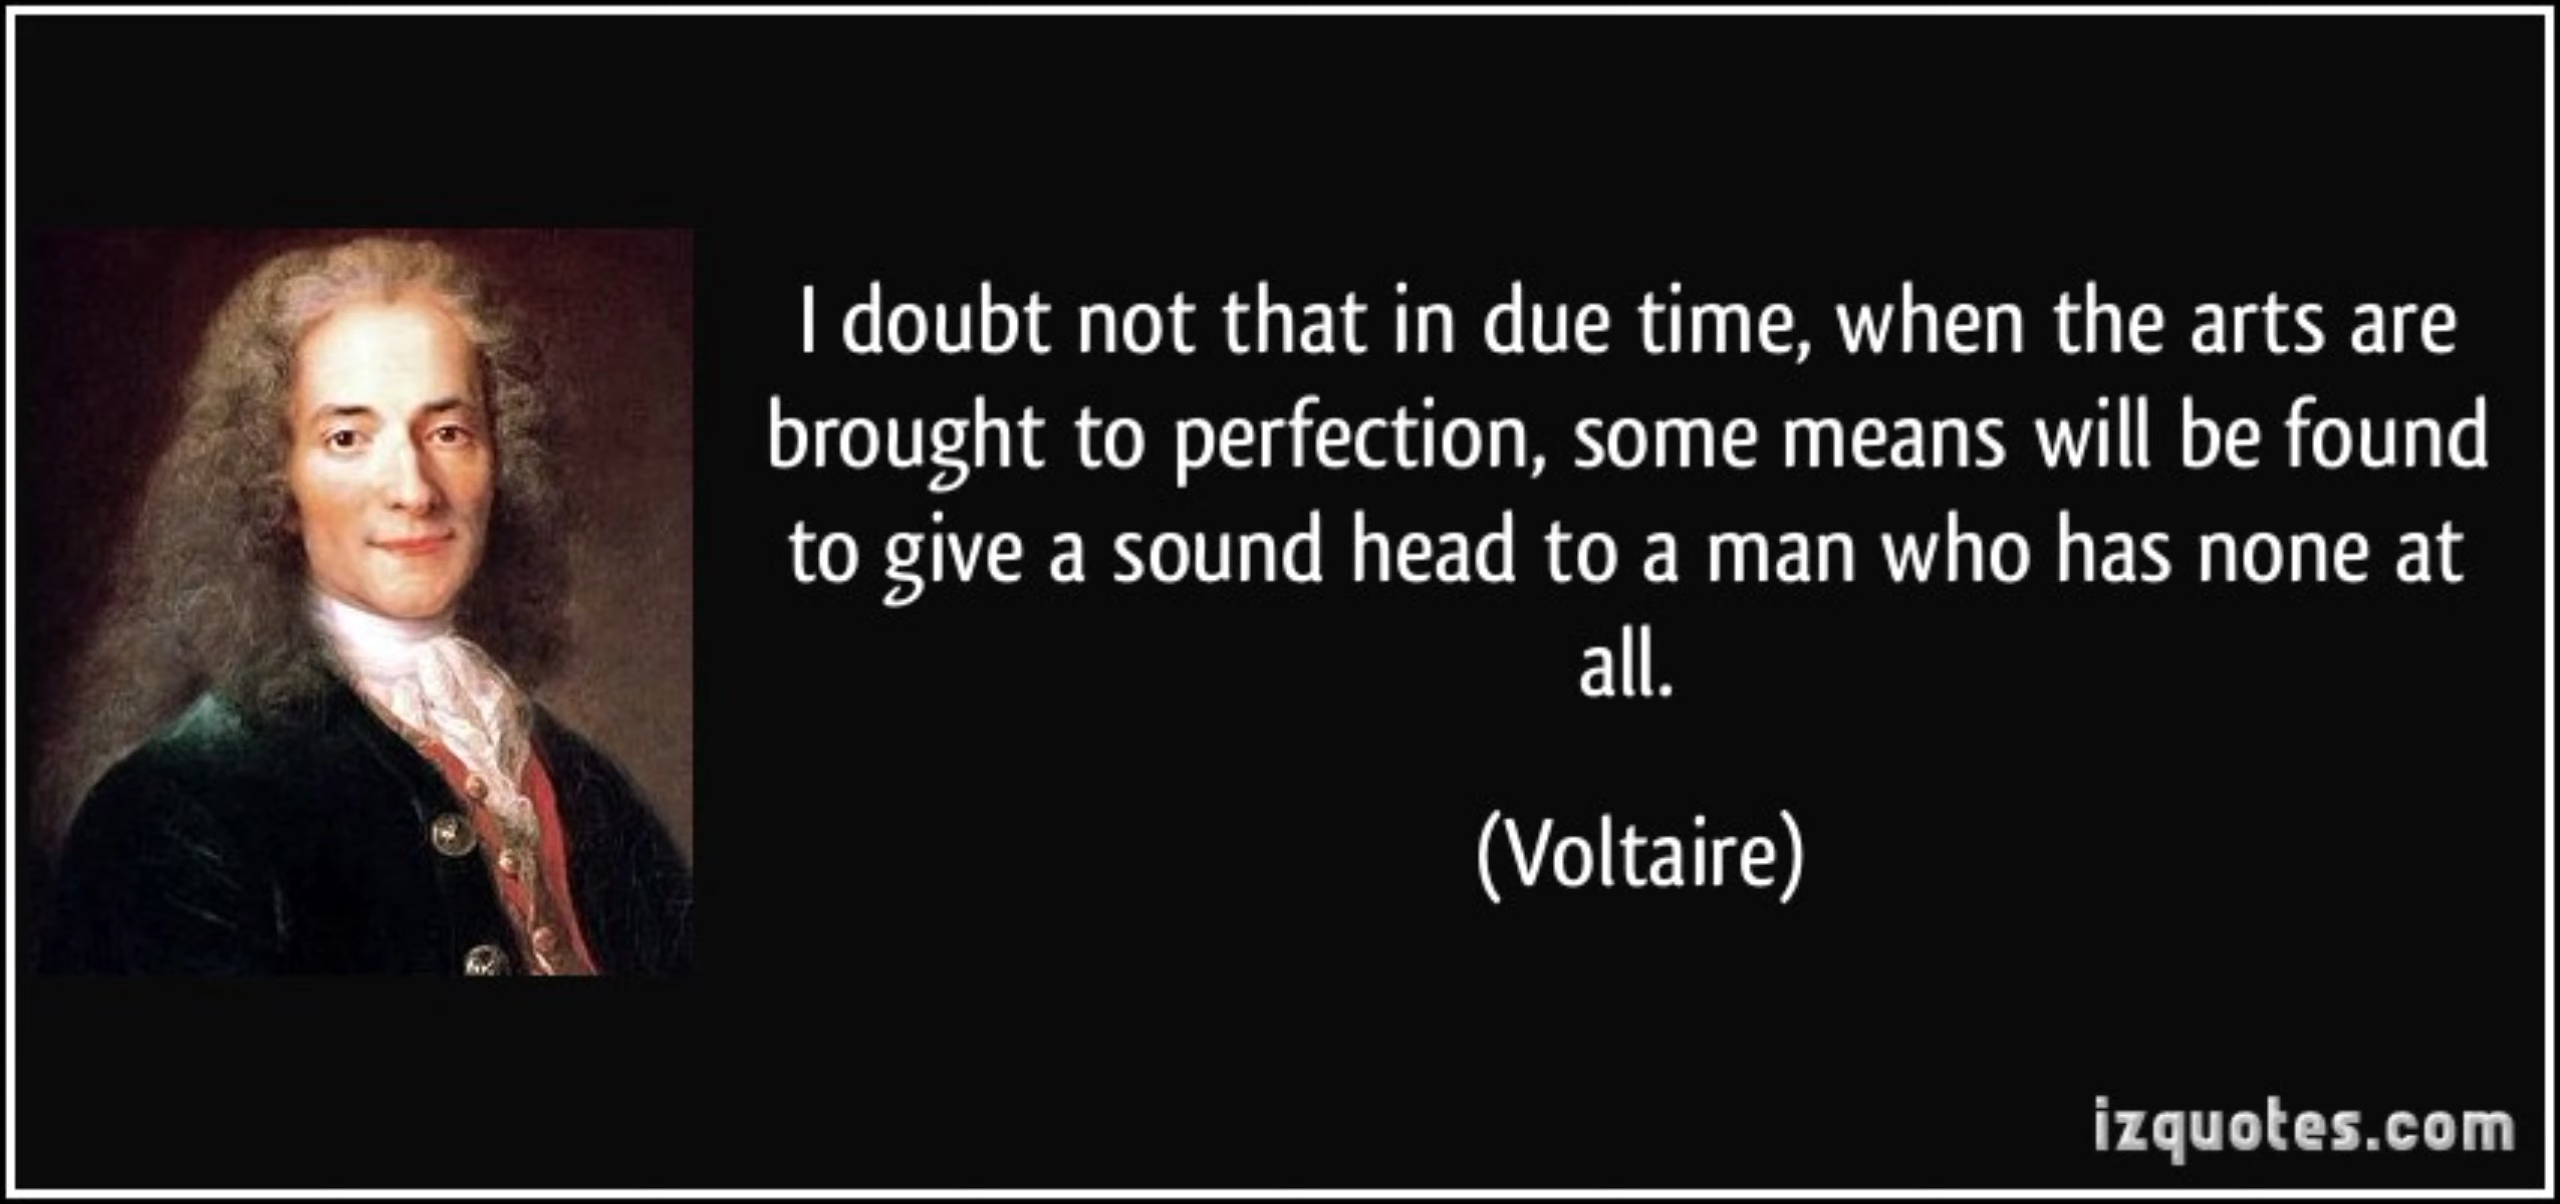 I doubt not that in due time, when the arts are
brought to perfection, some means will be found
to give a sound head to a man who has none at
all.
(Voltaire)
izquotes.com